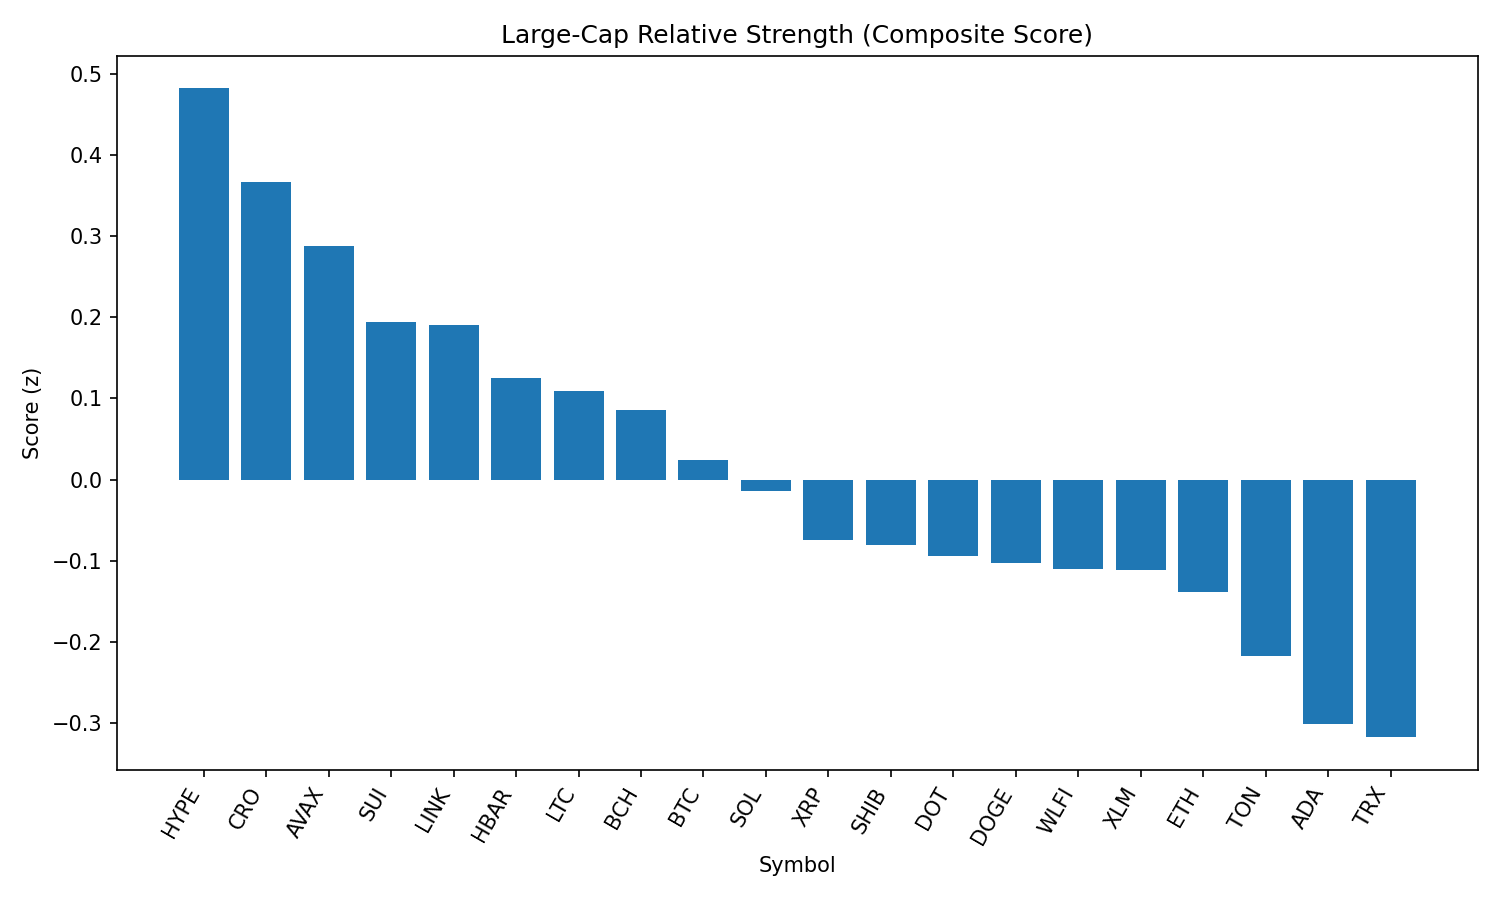 Large-Cap Relative Strength (Composite Score)
0.5
0.4
0.3
0.2
0.1
0.0
−0.1
−0.2
−0.3
Score (z)
HYPE CRO AVAX SUI LINK HBAR LTC BCH BTC SOL XRP SHIB DOT DOGE WLFI XLM ETH TON ADA TRX
Symbol